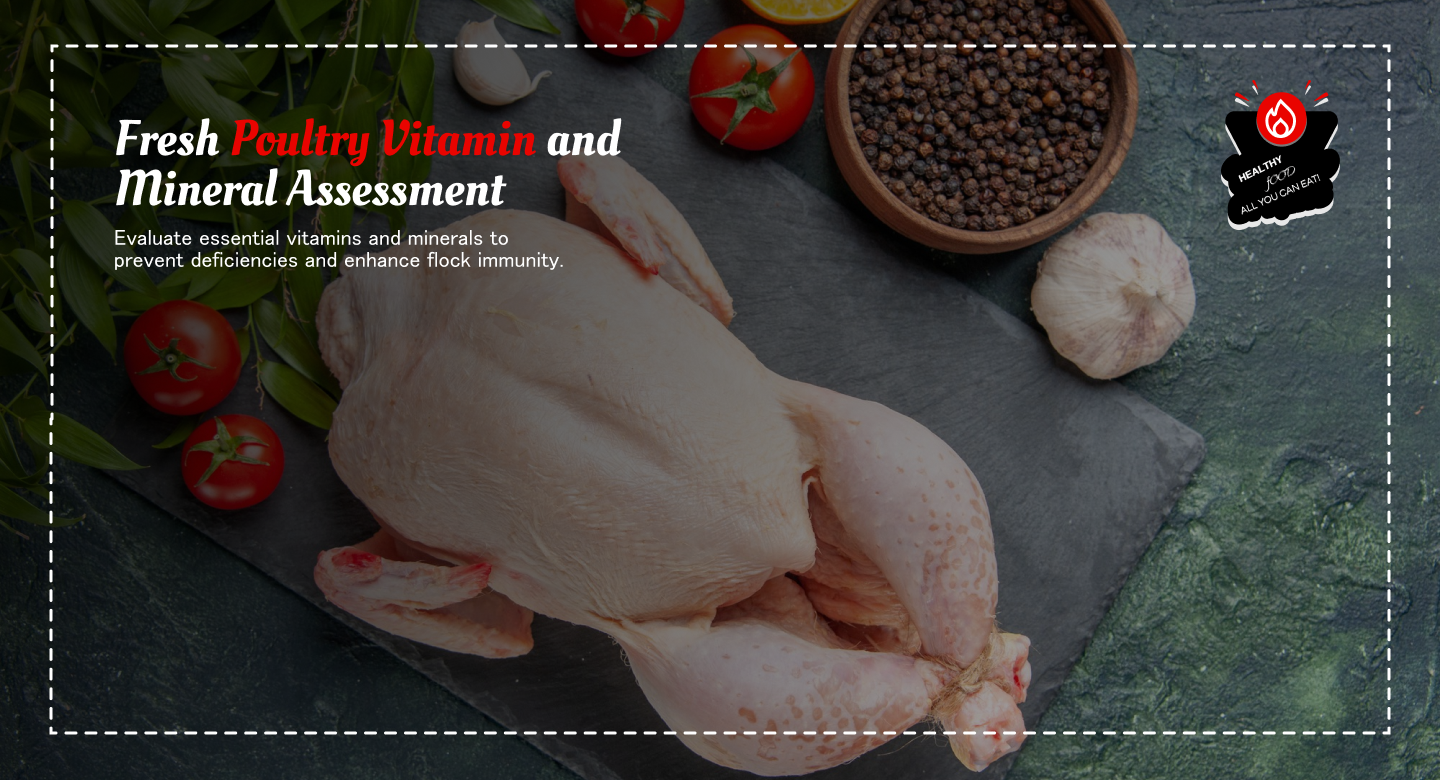 Fresh Poultry Vitamin and
Mineral Assessment
Evaluate essential vitamins and minerals to
prevent deficiencies and enhance flock immunity.
HEALTHY
FOOD
ALL YOU CAN EAT!